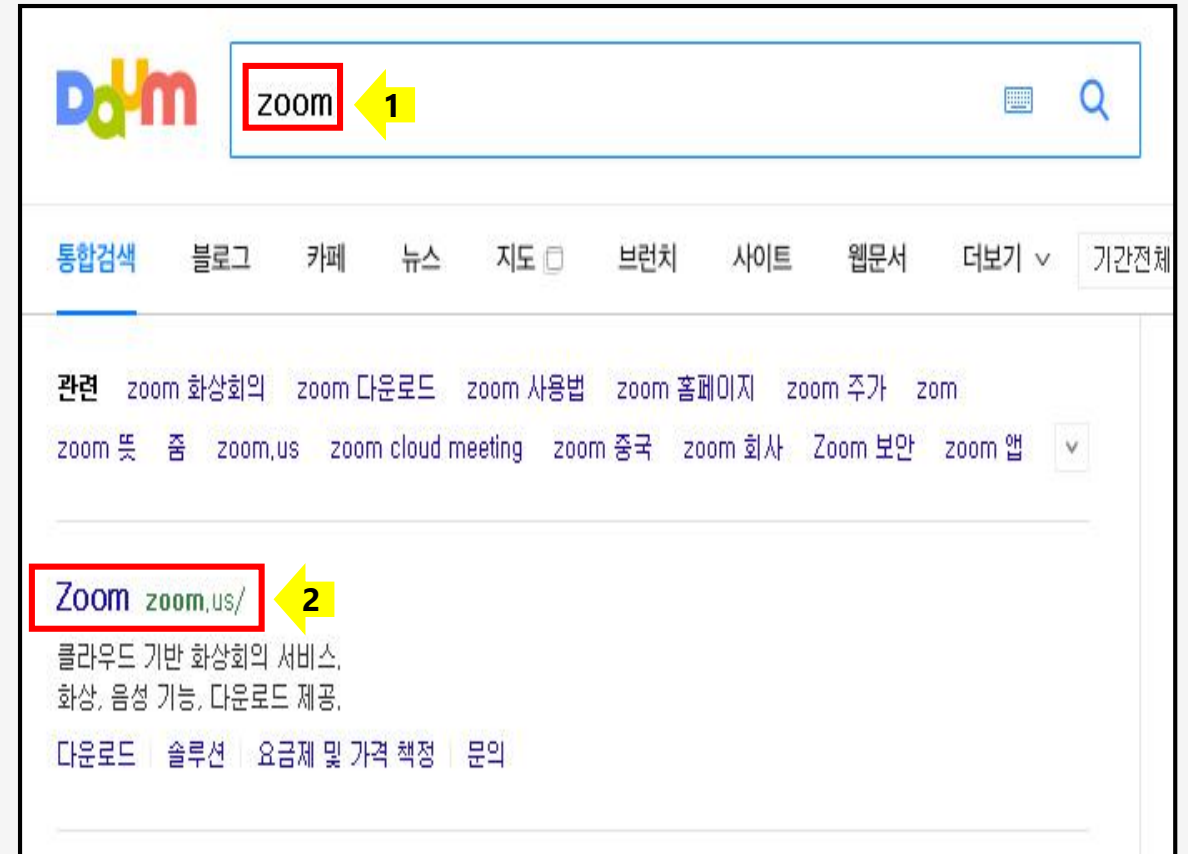 Daum zoom 1
통합검색 블로그 카페 뉴스 지도 브런치 사이트 웹문서 더보기 기간전체
관련 zoom 화상회의 zoom 다운로드 zoom 사용법 zoom 홈페이지 zoom 주가 zom
zoom 뜻 줌 zoom.us zoom cloud meeting zoom 중국 zoom 회사 Zoom 보안 zoom 앱
Zoom zoom.us/ 2
클라우드 기반 화상회의 서비스.
화상, 음성 기능, 다운로드 제공.
다운로드 솔루션 요금제 및 가격 책정 문의